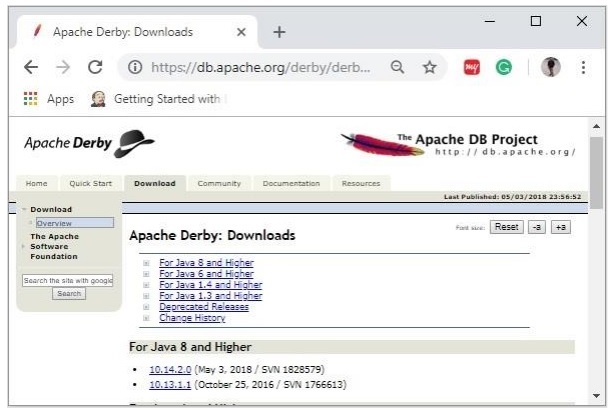 Apache Derby: Downloads
https://db.apache.org/derby/derb...
my
G
Apps Getting Started with
Apache Derby
The Apache DB Project
http://db.apache.org/
Home Quick Start Download Community Documentation Resources
Last Published: 05/03/2018 23:56:52
Download
Overview
The Apache
Software
Foundation
Search the site with google
Search
Font size: Reset -a +a
Apache Derby: Downloads
For Java 8 and Higher
For Java 6 and Higher
For Java 1.4 and Higher
For Java 1.3 and Higher
Deprecated Releases
Change History
For Java 8 and Higher
• 10.14.2.0 (May 3, 2018 / SVN 1828579)
• 10.13.1.1 (October 25, 2016 / SVN 1766613)